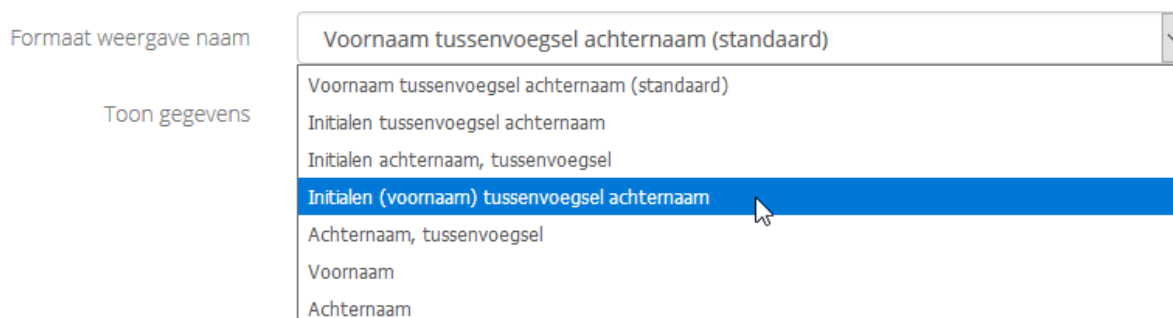 Formaat weergave naam
Voornaam tussenvoegsel achternaam (standaard)
Voornaam tussenvoegsel achternaam (standaard)
Toon gegevens
Initialen tussenvoegsel achternaam
Initialen achternaam, tussenvoegsel
Initialen (voornaam) tussenvoegsel achternaam
Achternaam, tussenvoegsel
Voornaam
Achternaam